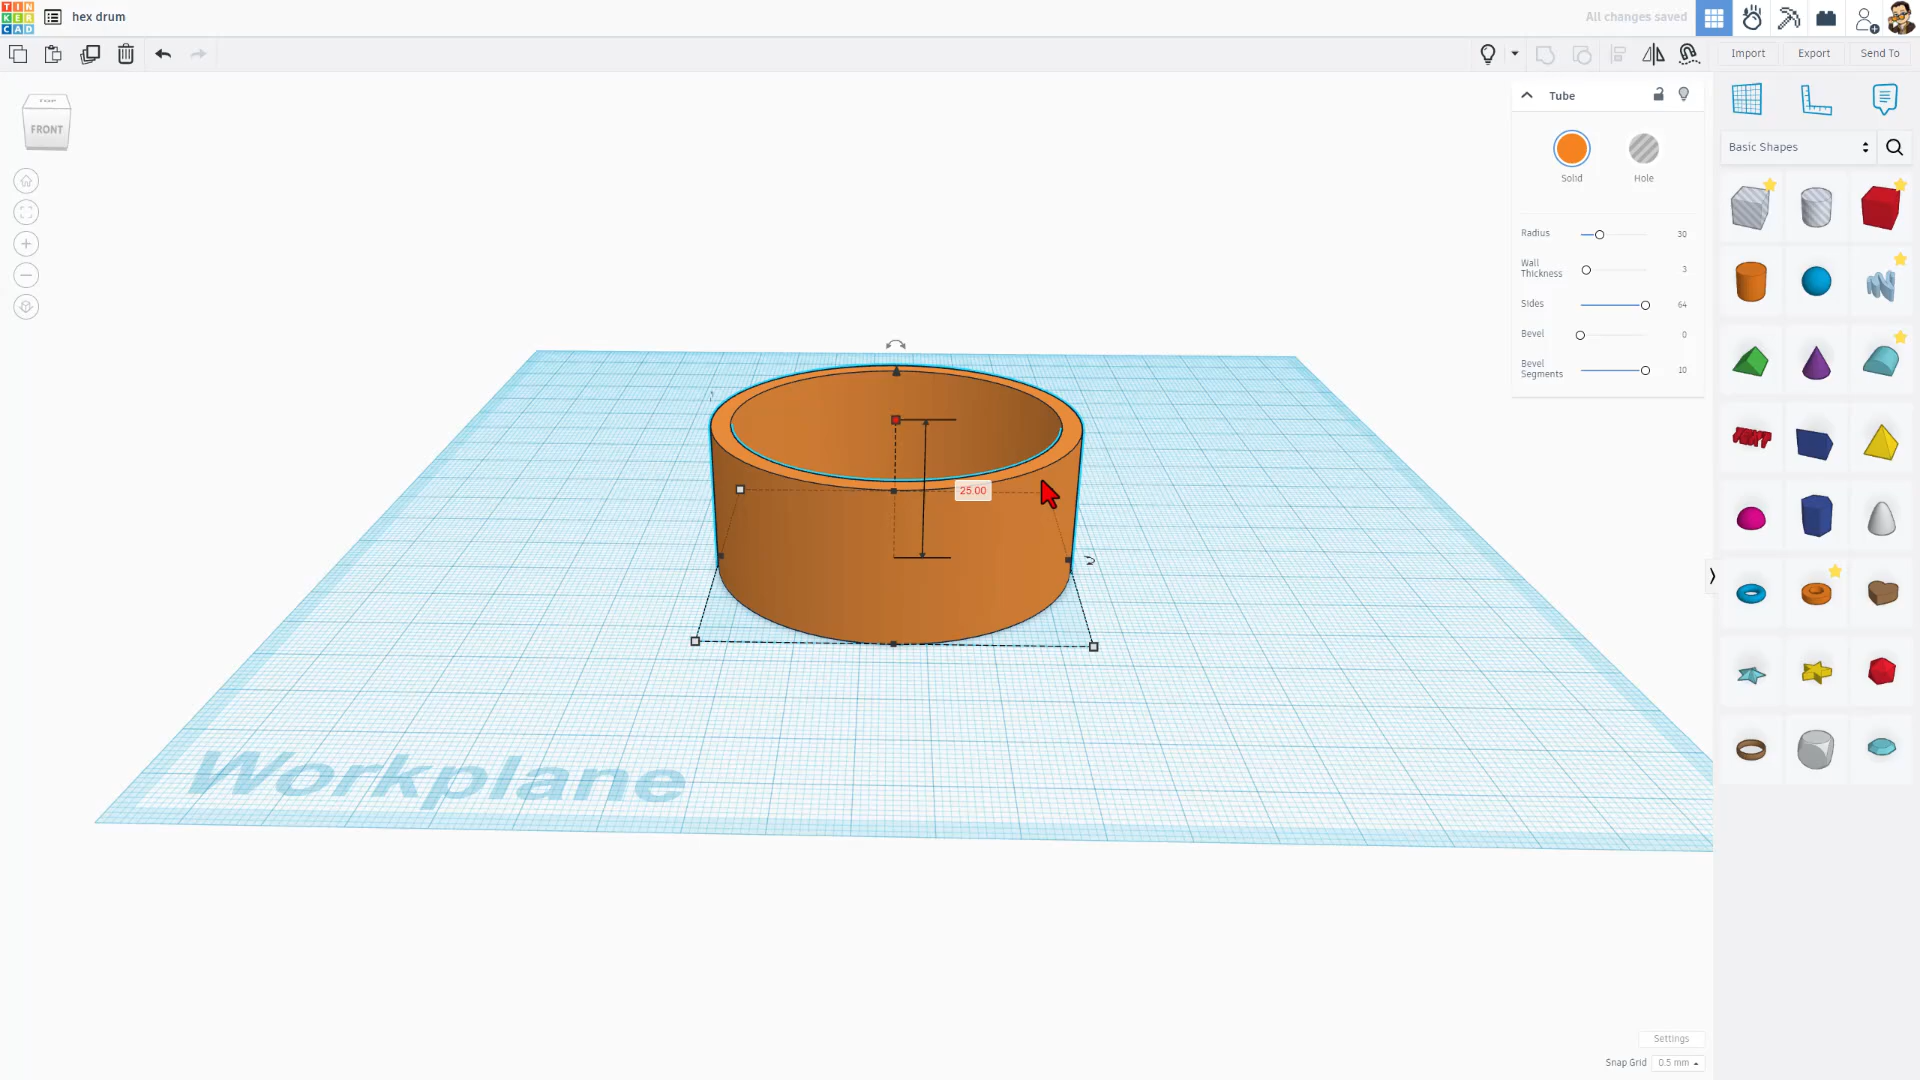 TIN
KER
CAD
hex drum
All changes saved
Import
Export
Send To
TOP
FRONT
Tube
Solid
Hole
Radius
30
Wall
Thickness
3
Sides
64
Bevel
0
Bevel
Segments
10
Basic Shapes
TEXT
25.00
Workplane
Settings
Snap Grid
0.5 mm